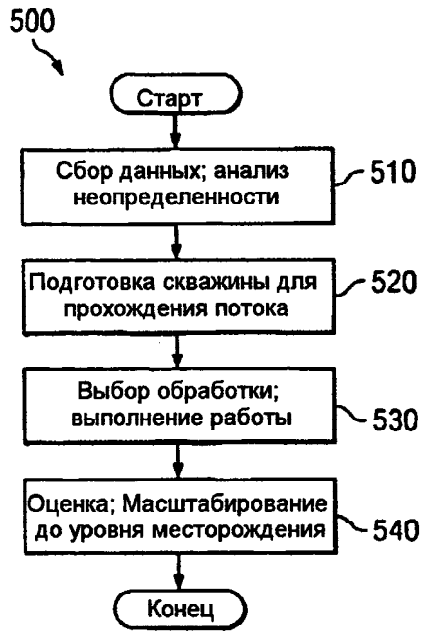 500
Старт
Сбор данных; анализ
неопределенности
510
Подготовка скважины для
прохождения потока
520
Выбор обработки;
выполнение работы
530
Оценка; Масштабирование
до уровня месторождения
540
Конец